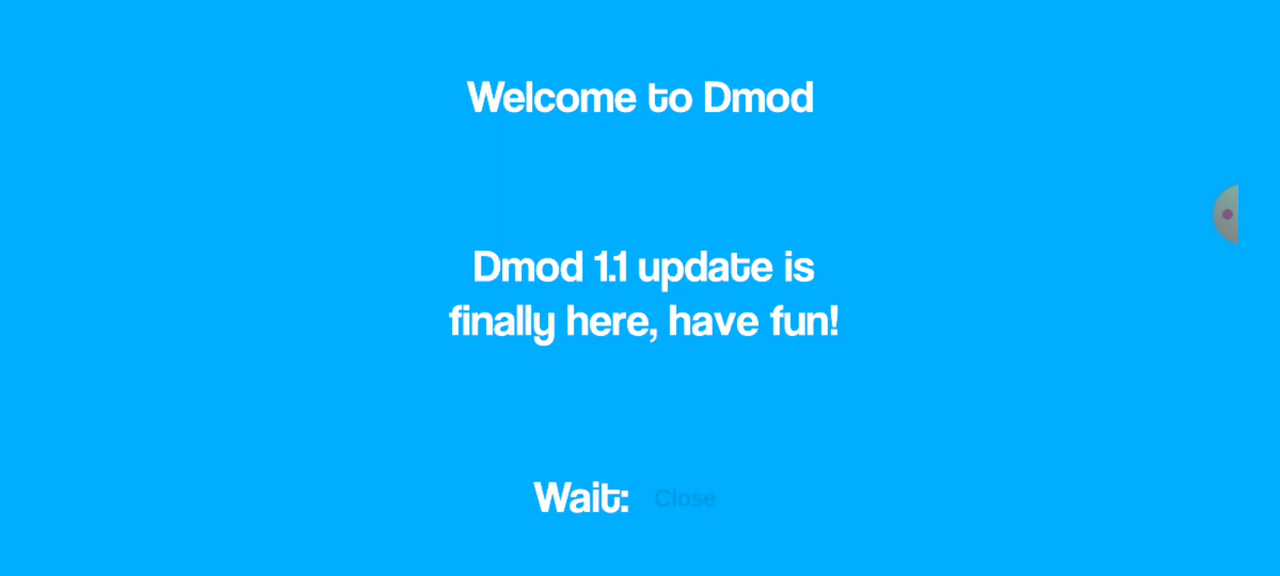 Welcome to Dmod
Dmod 1.1 update is
finally here, have fun!
Wait: Close